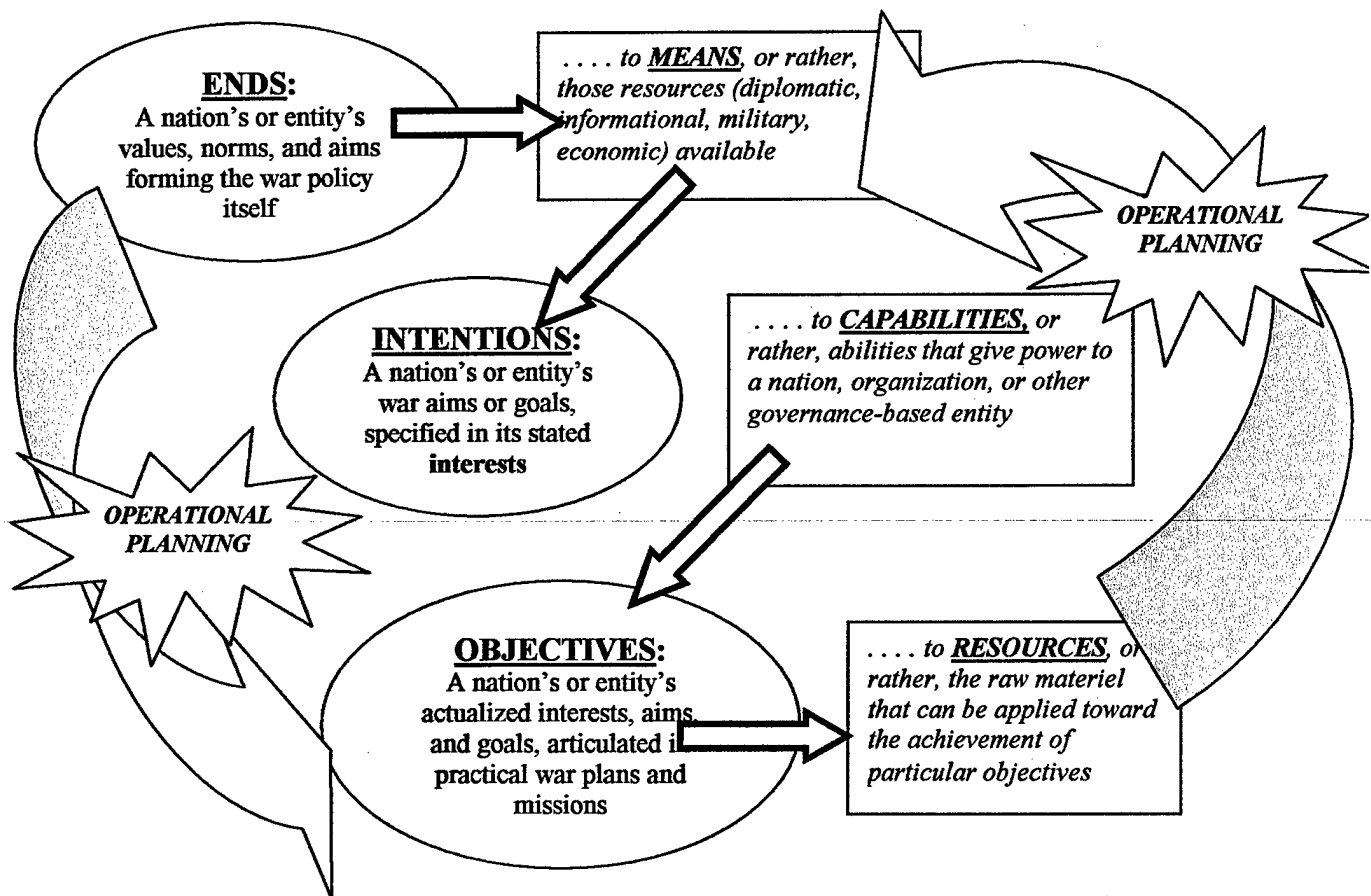 ENDS:
A nation's or entity's
values, norms, and aims
forming the war policy
itself
. . . . to MEANS, or rather,
those resources (diplomatic,
informational, military,
economic) available
OPERATIONAL
PLANNING
INTENTIONS:
A nation's or entity's
war aims or goals,
specified in its stated
interests
. . . . to CAPABILITIES, or
rather, abilities that give power to
a nation, organization, or other
governance-based entity
OPERATIONAL
PLANNING
OBJECTIVES:
A nation's or entity's
actualized interests, aims
and goals, articulated i
practical war plans and
missions
. . . . to RESOURCES, or
rather, the raw materiel
that can be applied toward
the achievement of
particular objectives